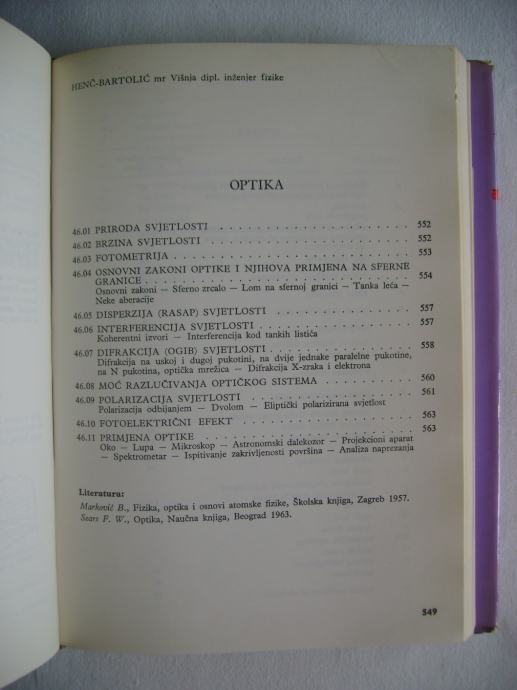 HENČ-BARTOLIĆ mr Višnja dipl. inženjer fizike
OPTIKA
46.01 PRIRODA SVJETLOSTI . . . . . . . . . . . . . . . . . 552
46.02 BRZINA SVJETLOSTI . . . . . . . . . . . . . . . . . 552
46.03 FOTOMETRIJA . . . . . . . . . . . . . . . . . . . . 553
46.04 OSNOVNI ZAKONI OPTIKE I NJIHOVA PRIMJENA NA SFERNE
GRANICE . . . . . . . . . . . . . . . . . . . . . . 554
Osnovni zakoni — Sferno zrcalo — Lom na sfernoj granici — Tanka leća —
Neke aberacije
46.05 DISPERZIJA (RASAP) SVJETLOSTI . . . . . . . . . . . 557
46.06 INTERFERENCIJA SVJETLOSTI . . . . . . . . . . . . . 557
Koherentni izvori — Interferencija kod tankih listića
46.07 DIFRAKCIJA (OGIB) SVJETLOSTI . . . . . . . . . . . 558
Difrakcija na uskoj i dugoj pukotini, na dvije jednake paralelne pukotine,
na N pukotina, optička mrežica — Difrakcija X-zraka i elektrona
46.08 MOĆ RAZLUČIVANJA OPTIČKOG SISTEMA . . . . . . . . 560
46.09 POLARIZACIJA SVJETLOSTI . . . . . . . . . . . . . . 561
Polarizacija odbijanjem — Dvolom — Eliptički polarizirana svjetlost
46.10 FOTOELEKTRIČNI EFEKT . . . . . . . . . . . . . . . 563
46.11 PRIMJENA OPTIKE . . . . . . . . . . . . . . . . . . 563
Oko — Lupa — Mikroskop — Astronomski dalekozor — Projekcioni aparat
— Spektrometar — Ispitivanje zakrivljenosti površina — Analiza naprezanja
Literatura:
Marković B., Fizika, optika i osnovi atomske fizike, Školska knjiga, Zagreb 1957.
Sears F. W., Optika, Naučna knjiga, Beograd 1963.
549